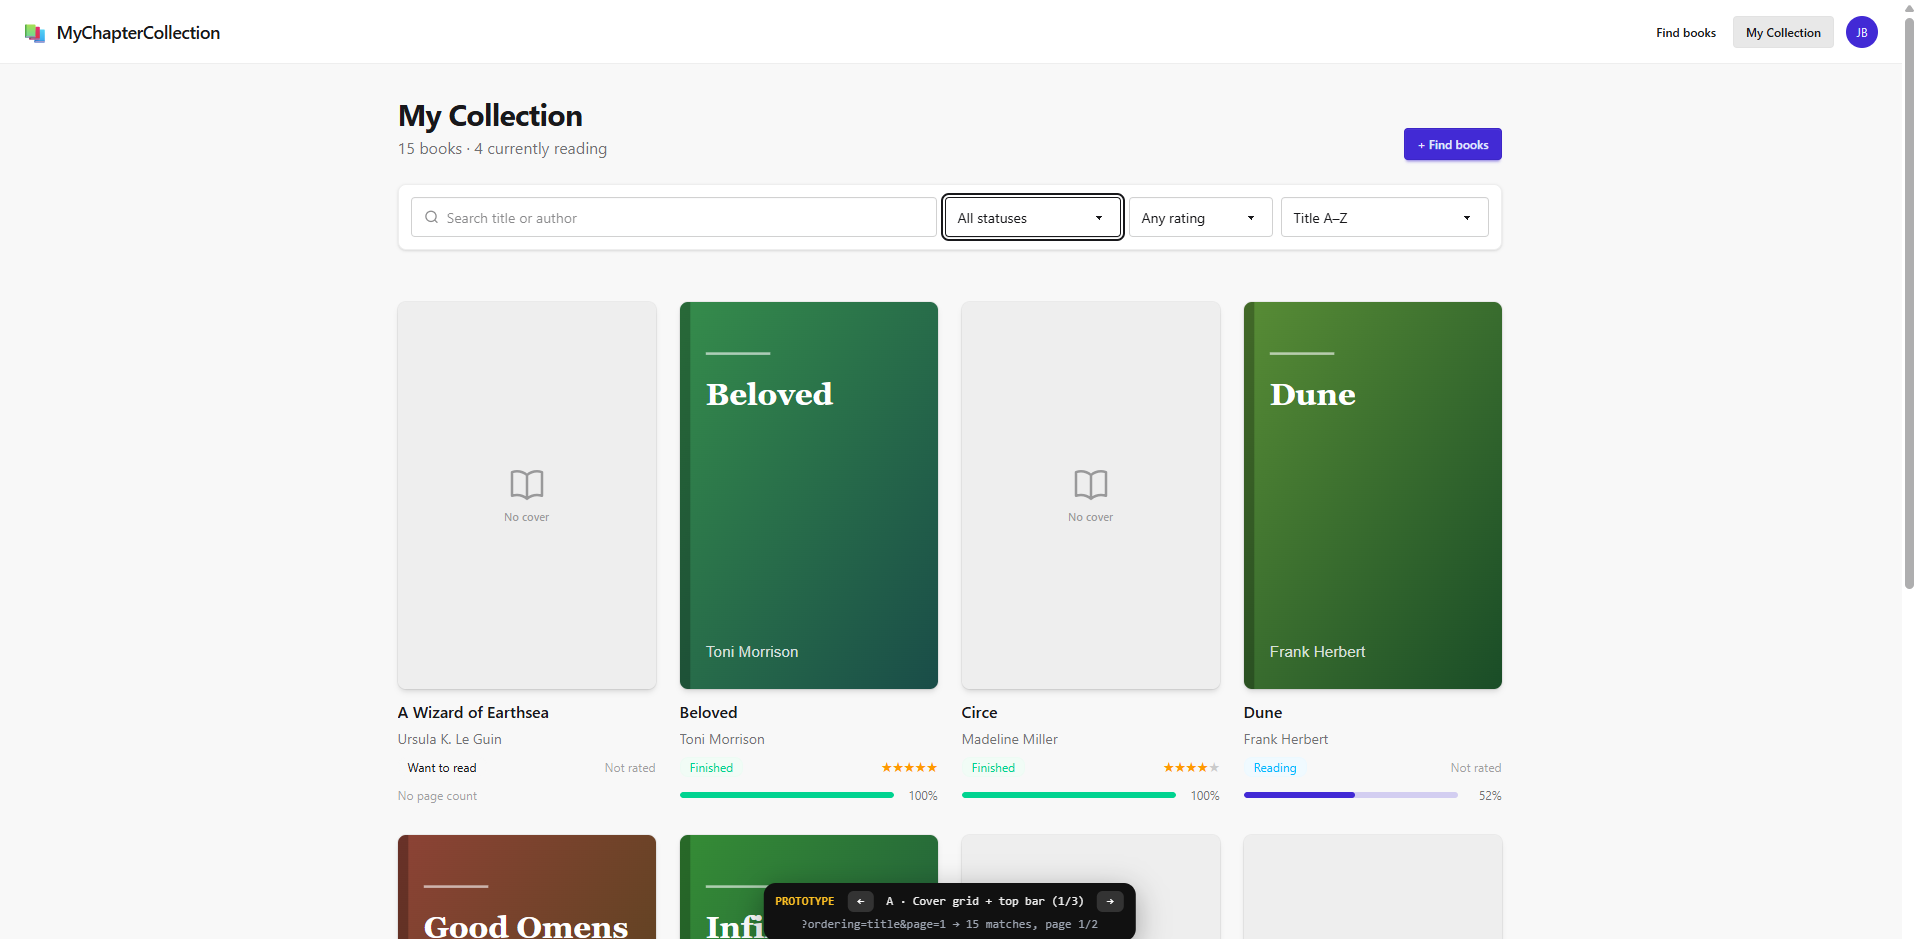 MyChapterCollection
Find books
My Collection
JB
My Collection
15 books · 4 currently reading
+ Find books
Search title or author
All statuses
Any rating
Title A–Z
No cover
Beloved
Toni Morrison
No cover
Dune
Frank Herbert
A Wizard of Earthsea
Ursula K. Le Guin
Want to read
Not rated
No page count
Beloved
Toni Morrison
Finished
★★★★★
100%
Circe
Madeline Miller
Finished
★★★★★
100%
Dune
Frank Herbert
Reading
Not rated
52%
Good Omens
Infi
PROTOTYPE
←
A · Cover grid + top bar (1/3)
→
?ordering=title&page=1 → 15 matches, page 1/2